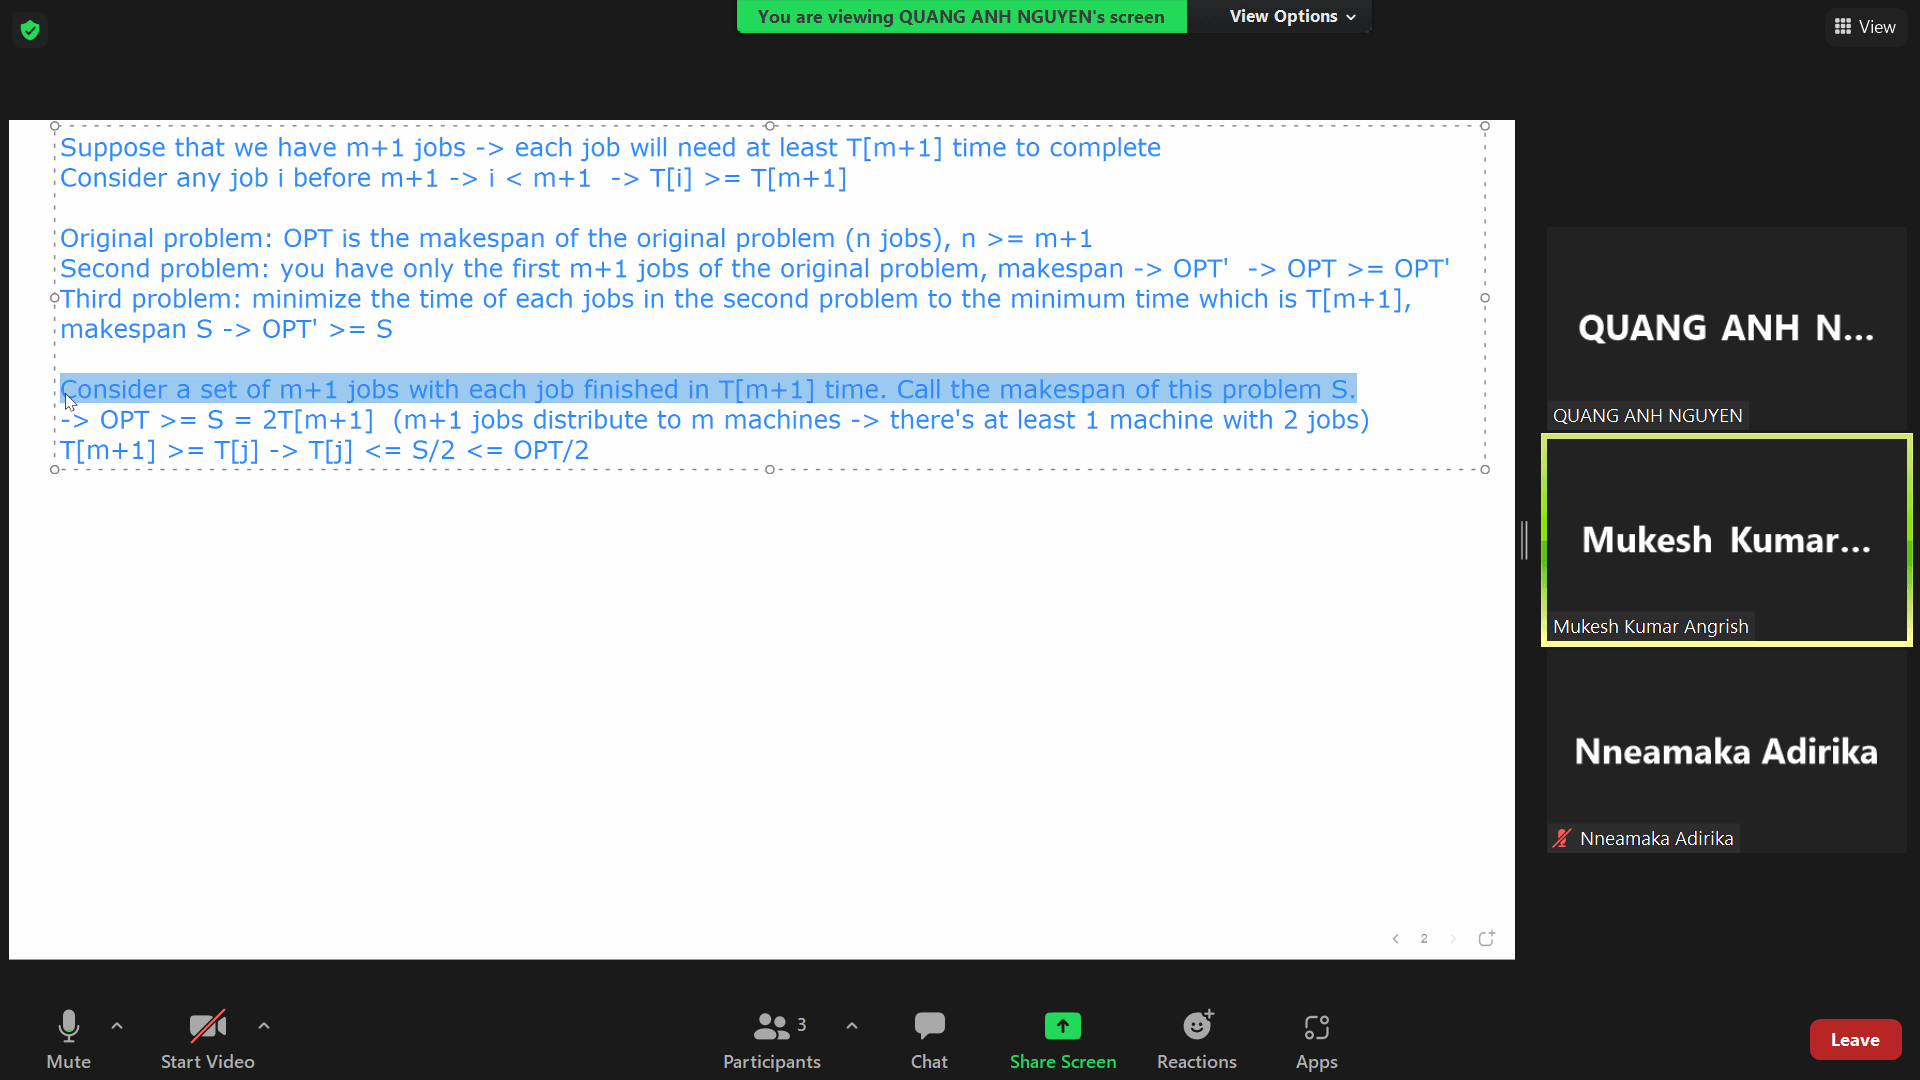 You are viewing QUANG ANH NGUYEN's screen
View Options
View
Suppose that we have m+1 jobs -> each job will need at least T[m+1] time to complete
Consider any job i before m+1 -> i < m+1  -> T[i] >= T[m+1]
Original problem: OPT is the makespan of the original problem (n jobs), n >= m+1
Second problem: you have only the first m+1 jobs of the original problem, makespan -> OPT'  -> OPT >= OPT'
Third problem: minimize the time of each jobs in the second problem to the minimum time which is T[m+1],
makespan S -> OPT' >= S
Consider a set of m+1 jobs with each job finished in T[m+1] time. Call the makespan of this problem S.
-> OPT >= S = 2T[m+1]  (m+1 jobs distribute to m machines -> there's at least 1 machine with 2 jobs)
T[m+1] >= T[j] -> T[j] <= S/2 <= OPT/2
2
QUANG ANH N...
QUANG ANH NGUYEN
Mukesh Kumar...
Mukesh Kumar Angrish
Nneamaka Adirika
Nneamaka Adirika
Mute
Start Video
3
Participants
Chat
Share Screen
Reactions
Apps
Leave